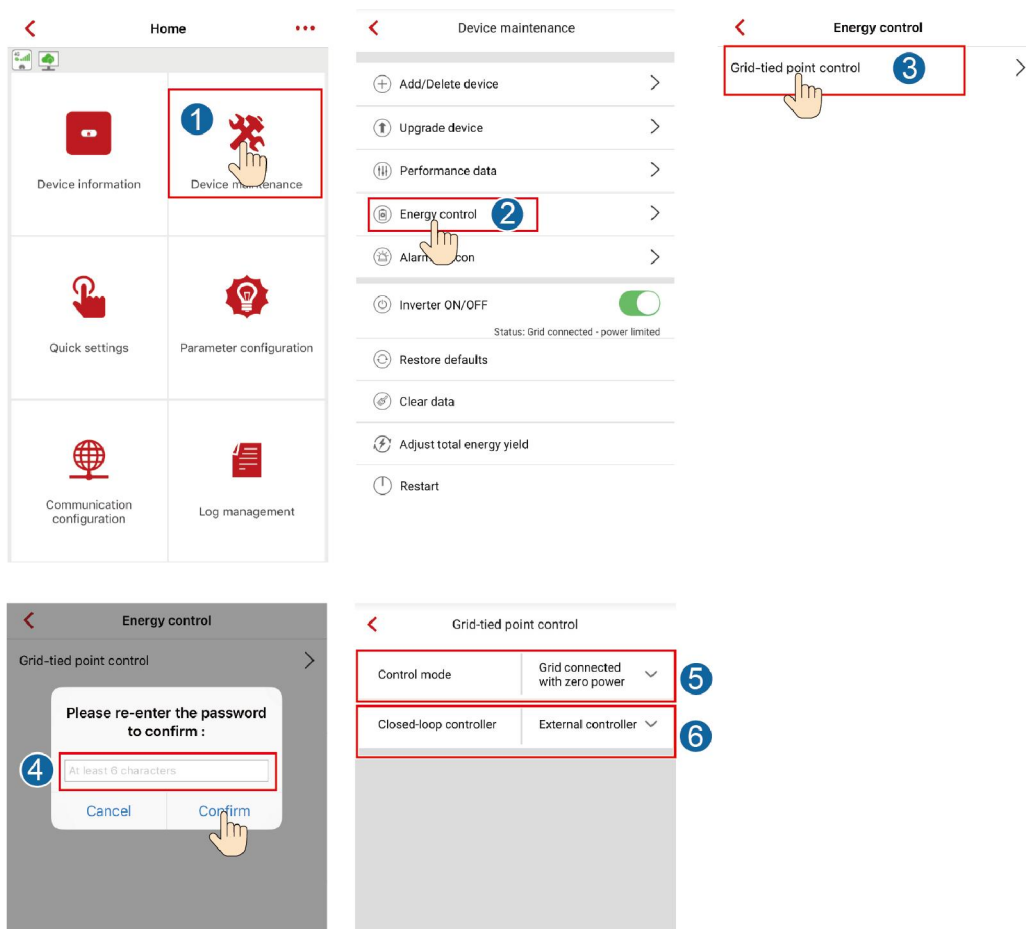 Home
4G
1
Device information
Device maintenance
Quick settings
Parameter configuration
Communication
configuration
Log management
Device maintenance
Add/Delete device
Upgrade device
Performance data
Energy control
2
Alarm
con
Inverter ON/OFF
Status: Grid connected - power limited
Restore defaults
Clear data
Adjust total energy yield
Restart
Energy control
Grid-tied point control
3
Energy control
Grid-tied point control
Please re-enter the password
to confirm :
4
At least 6 characters
Cancel
Confirm
Grid-tied point control
Control mode
Grid connected
with zero power
5
Closed-loop controller
External controller
6